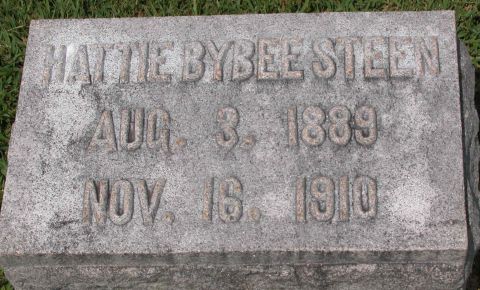 HATTIE BYBEE STEEN
AUG. 3. 1889
NOV. 16. 1910